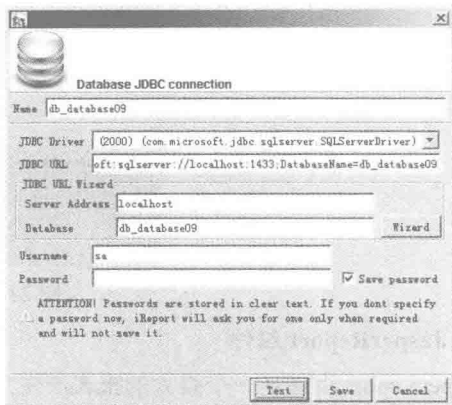 Database JDBC connection
Name db_database09
JDBC Driver (2000) (com.microsoft.jdbc.sqlserver.SQLServerDriver)
JDBC URL oft:sqlserver://localhost:1433;DatabaseName=db_database09
JDBC URL Wizard
Server Address localhost
Database db_database09 Wizard
Username sa
Password Save password
ATTENTION! Passwords are stored in clear text. If you dont specify
a password now, iReport will ask you for one only when required
and will not save it.
Test Save Cancel